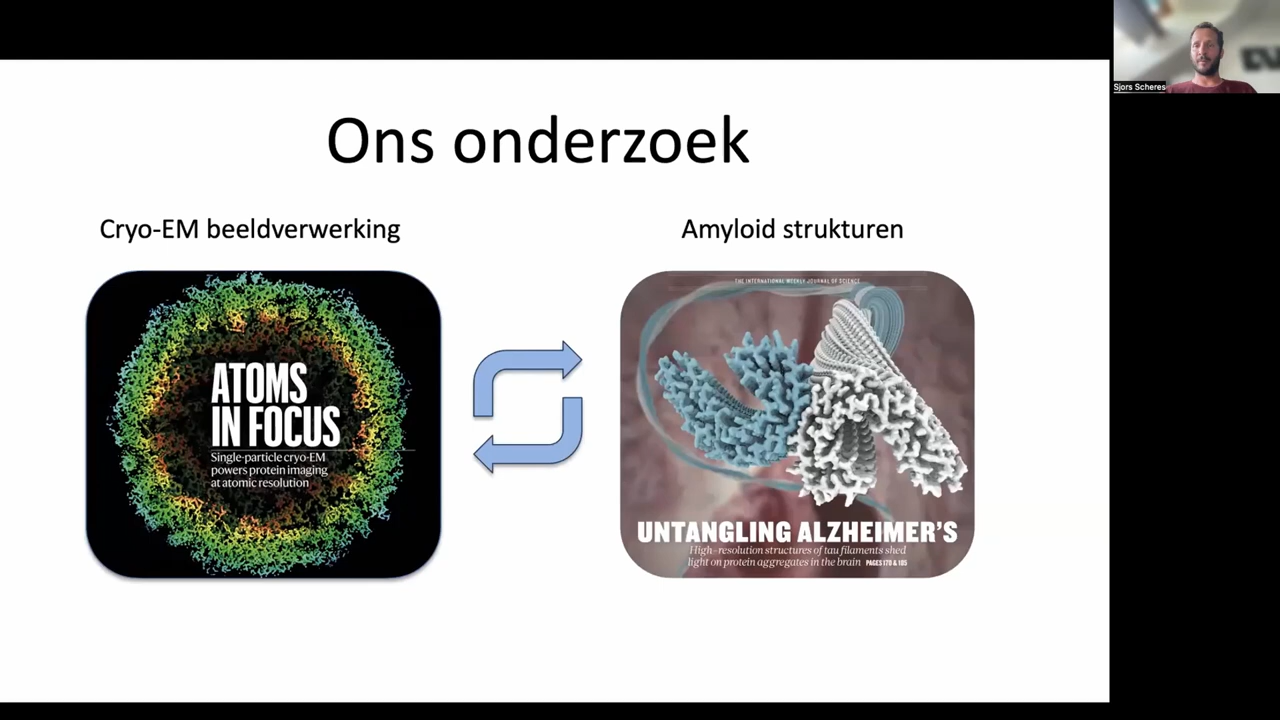 Sjors Scheres
Ons onderzoek
Cryo-EM beeldverwerking
Amyloid strukturen
ATOMS
IN FOCUS
Single-particle cryo-EM
powers protein imaging
at atomic resolution
THE INTERNATIONAL WEEKLY JOURNAL OF SCIENCE
UNTANGLING ALZHEIMER'S
High-resolution structures of tau filaments shed
light on protein aggregates in the brain PAGES 170 & 185